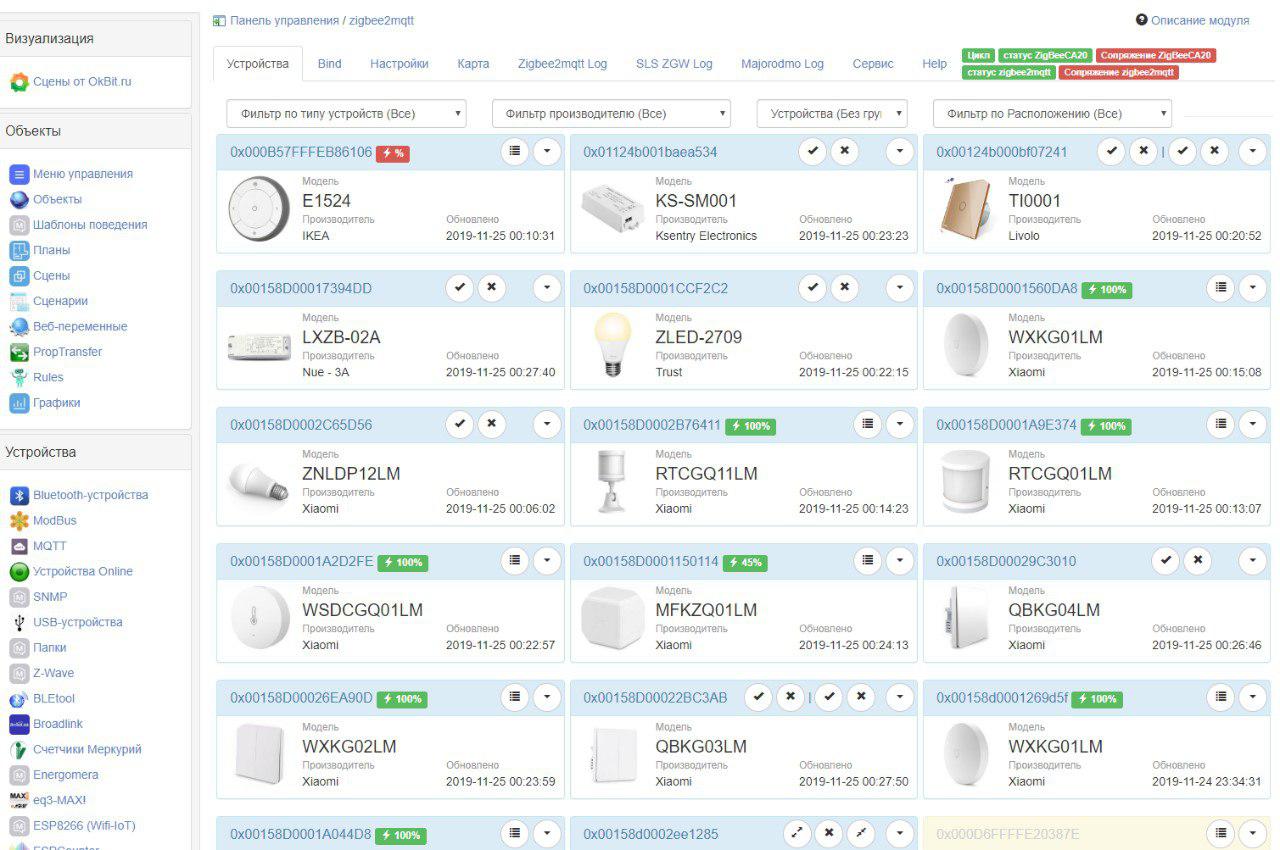 Визуализация
Сцены от OkBit.ru
Объекты
Меню управления
Объекты
Шаблоны поведения
Планы
Сцены
Сценарии
Веб-переменные
PropTransfer
Rules
Графики
Устройства
Bluetooth-устройства
ModBus
MQTT
Устройства Online
SNMP
USB-устройства
Папки
Z-Wave
BLEtool
Broadlink
Счетчики Меркурий
Energomera
eq3-MAX!
ESP8266 (Wifi-IoT)
Панель управления / zigbee2mqtt
Описание модуля
Устройства Bind Настройки Карта Zigbee2mqtt Log SLS ZGW Log Majorodmo Log Сервис Help
Цикл статус ZigBeeCA20 Сопряжение ZigBeeCA20
статус zigbee2mqtt Сопряжение zigbee2mqtt
Фильтр по типу устройств (Все) Фильтр производителю (Все) Устройства (Без гру Фильтр по Расположению (Все)
0x000B57FFFEB86106 %
Модель
E1524
Производитель Обновлено
IKEA 2019-11-25 00:10:31
0x01124b001baea534
Модель
KS-SM001
Производитель Обновлено
Ksentry Electronics 2019-11-25 00:23:23
0x00124b000bf07241 |
Модель
TI0001
Производитель Обновлено
Livolo 2019-11-25 00:20:52
0x00158D00017394DD
Модель
LXZB-02A
Производитель Обновлено
Nue - 3A 2019-11-25 00:27:40
0x00158D0001CCF2C2
Модель
ZLED-2709
Производитель Обновлено
Trust 2019-11-25 00:22:15
0x00158D0001560DA8 100%
Модель
WXKG01LM
Производитель Обновлено
Xiaomi 2019-11-25 00:15:08
0x00158D0002C65D56
Модель
ZNLDP12LM
Производитель Обновлено
Xiaomi 2019-11-25 00:06:02
0x00158D0002B76411 100%
Модель
RTCGQ11LM
Производитель Обновлено
Xiaomi 2019-11-25 00:14:23
0x00158D0001A9E374 100%
Модель
RTCGQ01LM
Производитель Обновлено
Xiaomi 2019-11-25 00:13:07
0x00158D0001A2D2FE 100%
Модель
WSDCGQ01LM
Производитель Обновлено
Xiaomi 2019-11-25 00:22:57
0x00158D0001150114 45%
Модель
MFKZQ01LM
Производитель Обновлено
Xiaomi 2019-11-25 00:24:13
0x00158D00029C3010
Модель
QBKG04LM
Производитель Обновлено
Xiaomi 2019-11-25 00:26:46
0x00158D00026EA90D 100%
Модель
WXKG02LM
Производитель Обновлено
Xiaomi 2019-11-25 00:23:59
0x00158D00022BC3AB |
Модель
QBKG03LM
Производитель Обновлено
Xiaomi 2019-11-25 00:27:50
0x00158d0001269d5f 100%
Модель
WXKG01LM
Производитель Обновлено
Xiaomi 2019-11-24 23:34:31
0x00158D0001A044D8 100%
0x00158d0002ee1285
0x000D6FFFFE20387E